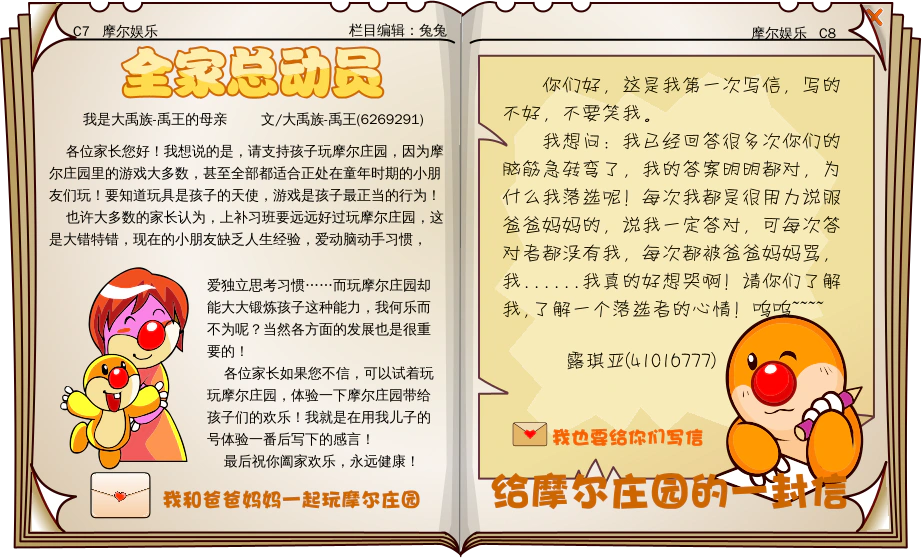 C7 摩尔娱乐
栏目编辑：兔兔
全家总动员
我是大禹族-禹王的母亲 文/大禹族-禹王(6269291)
各位家长您好！我想说的是，请支持孩子玩摩尔庄园，因为摩
尔庄园里的游戏大多数，甚至全部都适合正处在童年时期的小朋
友们玩！要知道玩具是孩子的天使，游戏是孩子最正当的行为！
也许大多数的家长认为，上补习班要远远好过玩摩尔庄园，这
是大错特错，现在的小朋友缺乏人生经验，爱动脑动手习惯，
爱独立思考习惯……而玩摩尔庄园却
能大大锻炼孩子这种能力，我何乐而
不为呢？当然各方面的发展也是很重
要的！
各位家长如果您不信，可以试着玩
玩摩尔庄园，体验一下摩尔庄园带给
孩子们的欢乐！我就是在用我儿子的
号体验一番后写下的感言！
最后祝你阖家欢乐，永远健康！
我和爸爸妈妈一起玩摩尔庄园
摩尔娱乐 C8
你们好，这是我第一次写信，写的
不好，不要笑我。
我想问：我已经回答很多次你们的
脑筋急转弯了，我的答案明明都对，为
什么我落选呢！每次我都是很用力说服
爸爸妈妈的，说我一定答对，可每次答
对者都没有我，每次都被爸爸妈妈骂，
我......我真的好想哭啊！请你们了解
我,了解一个落选者的心情！呜呜~~~~
露琪亚(41016777)
我也要给你们写信
给摩尔庄园的一封信